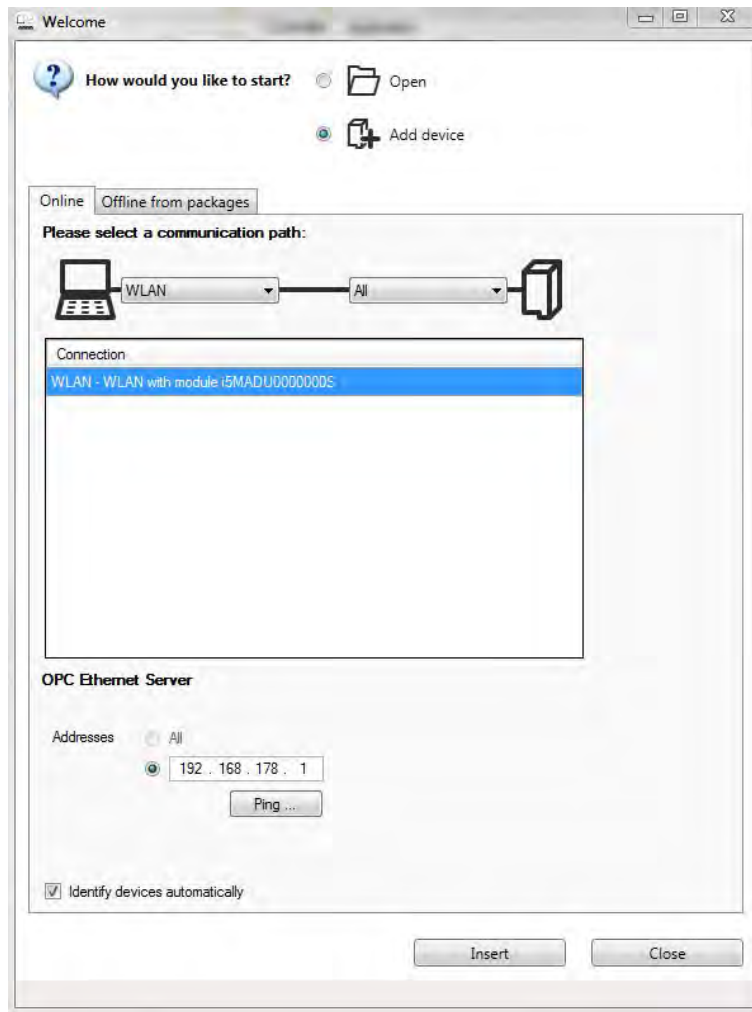 Welcome
How would you like to start?
Open
Add device
Online
Offline from packages
Please select a communication path:
WLAN
All
Connection
WLAN - WLAN with module i5MADU000000DS
OPC Ethernet Server
Addresses
All
192 . 168 . 178 . 1
Ping ...
Identify devices automatically
Insert
Close